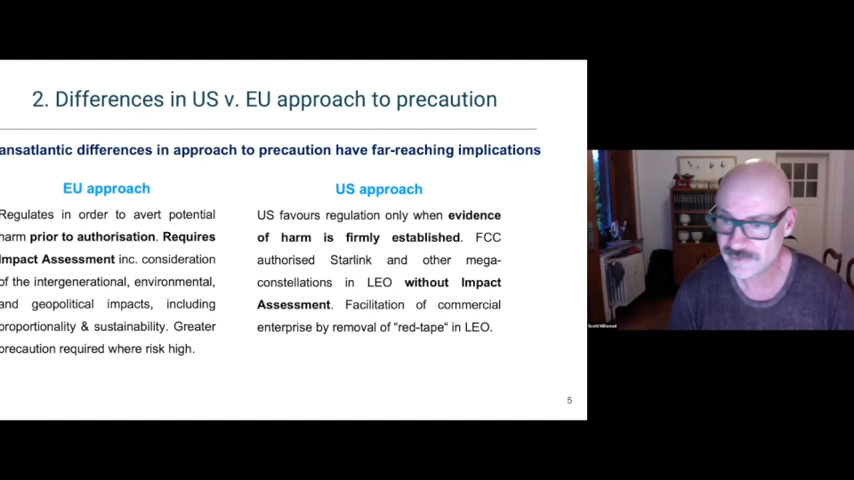 2. Differences in US v. EU approach to precaution
ansatlantic differences in approach to precaution have far-reaching implications
EU approach
Regulates in order to avert potential
harm prior to authorisation. Requires
Impact Assessment inc. consideration
of the intergenerational, environmental,
and geopolitical impacts, including
proportionality & sustainability. Greater
precaution required where risk high.
US approach
US favours regulation only when evidence
of harm is firmly established. FCC
authorised Starlink and other mega-
constellations in LEO without Impact
Assessment. Facilitation of commercial
enterprise by removal of "red-tape" in LEO.
5